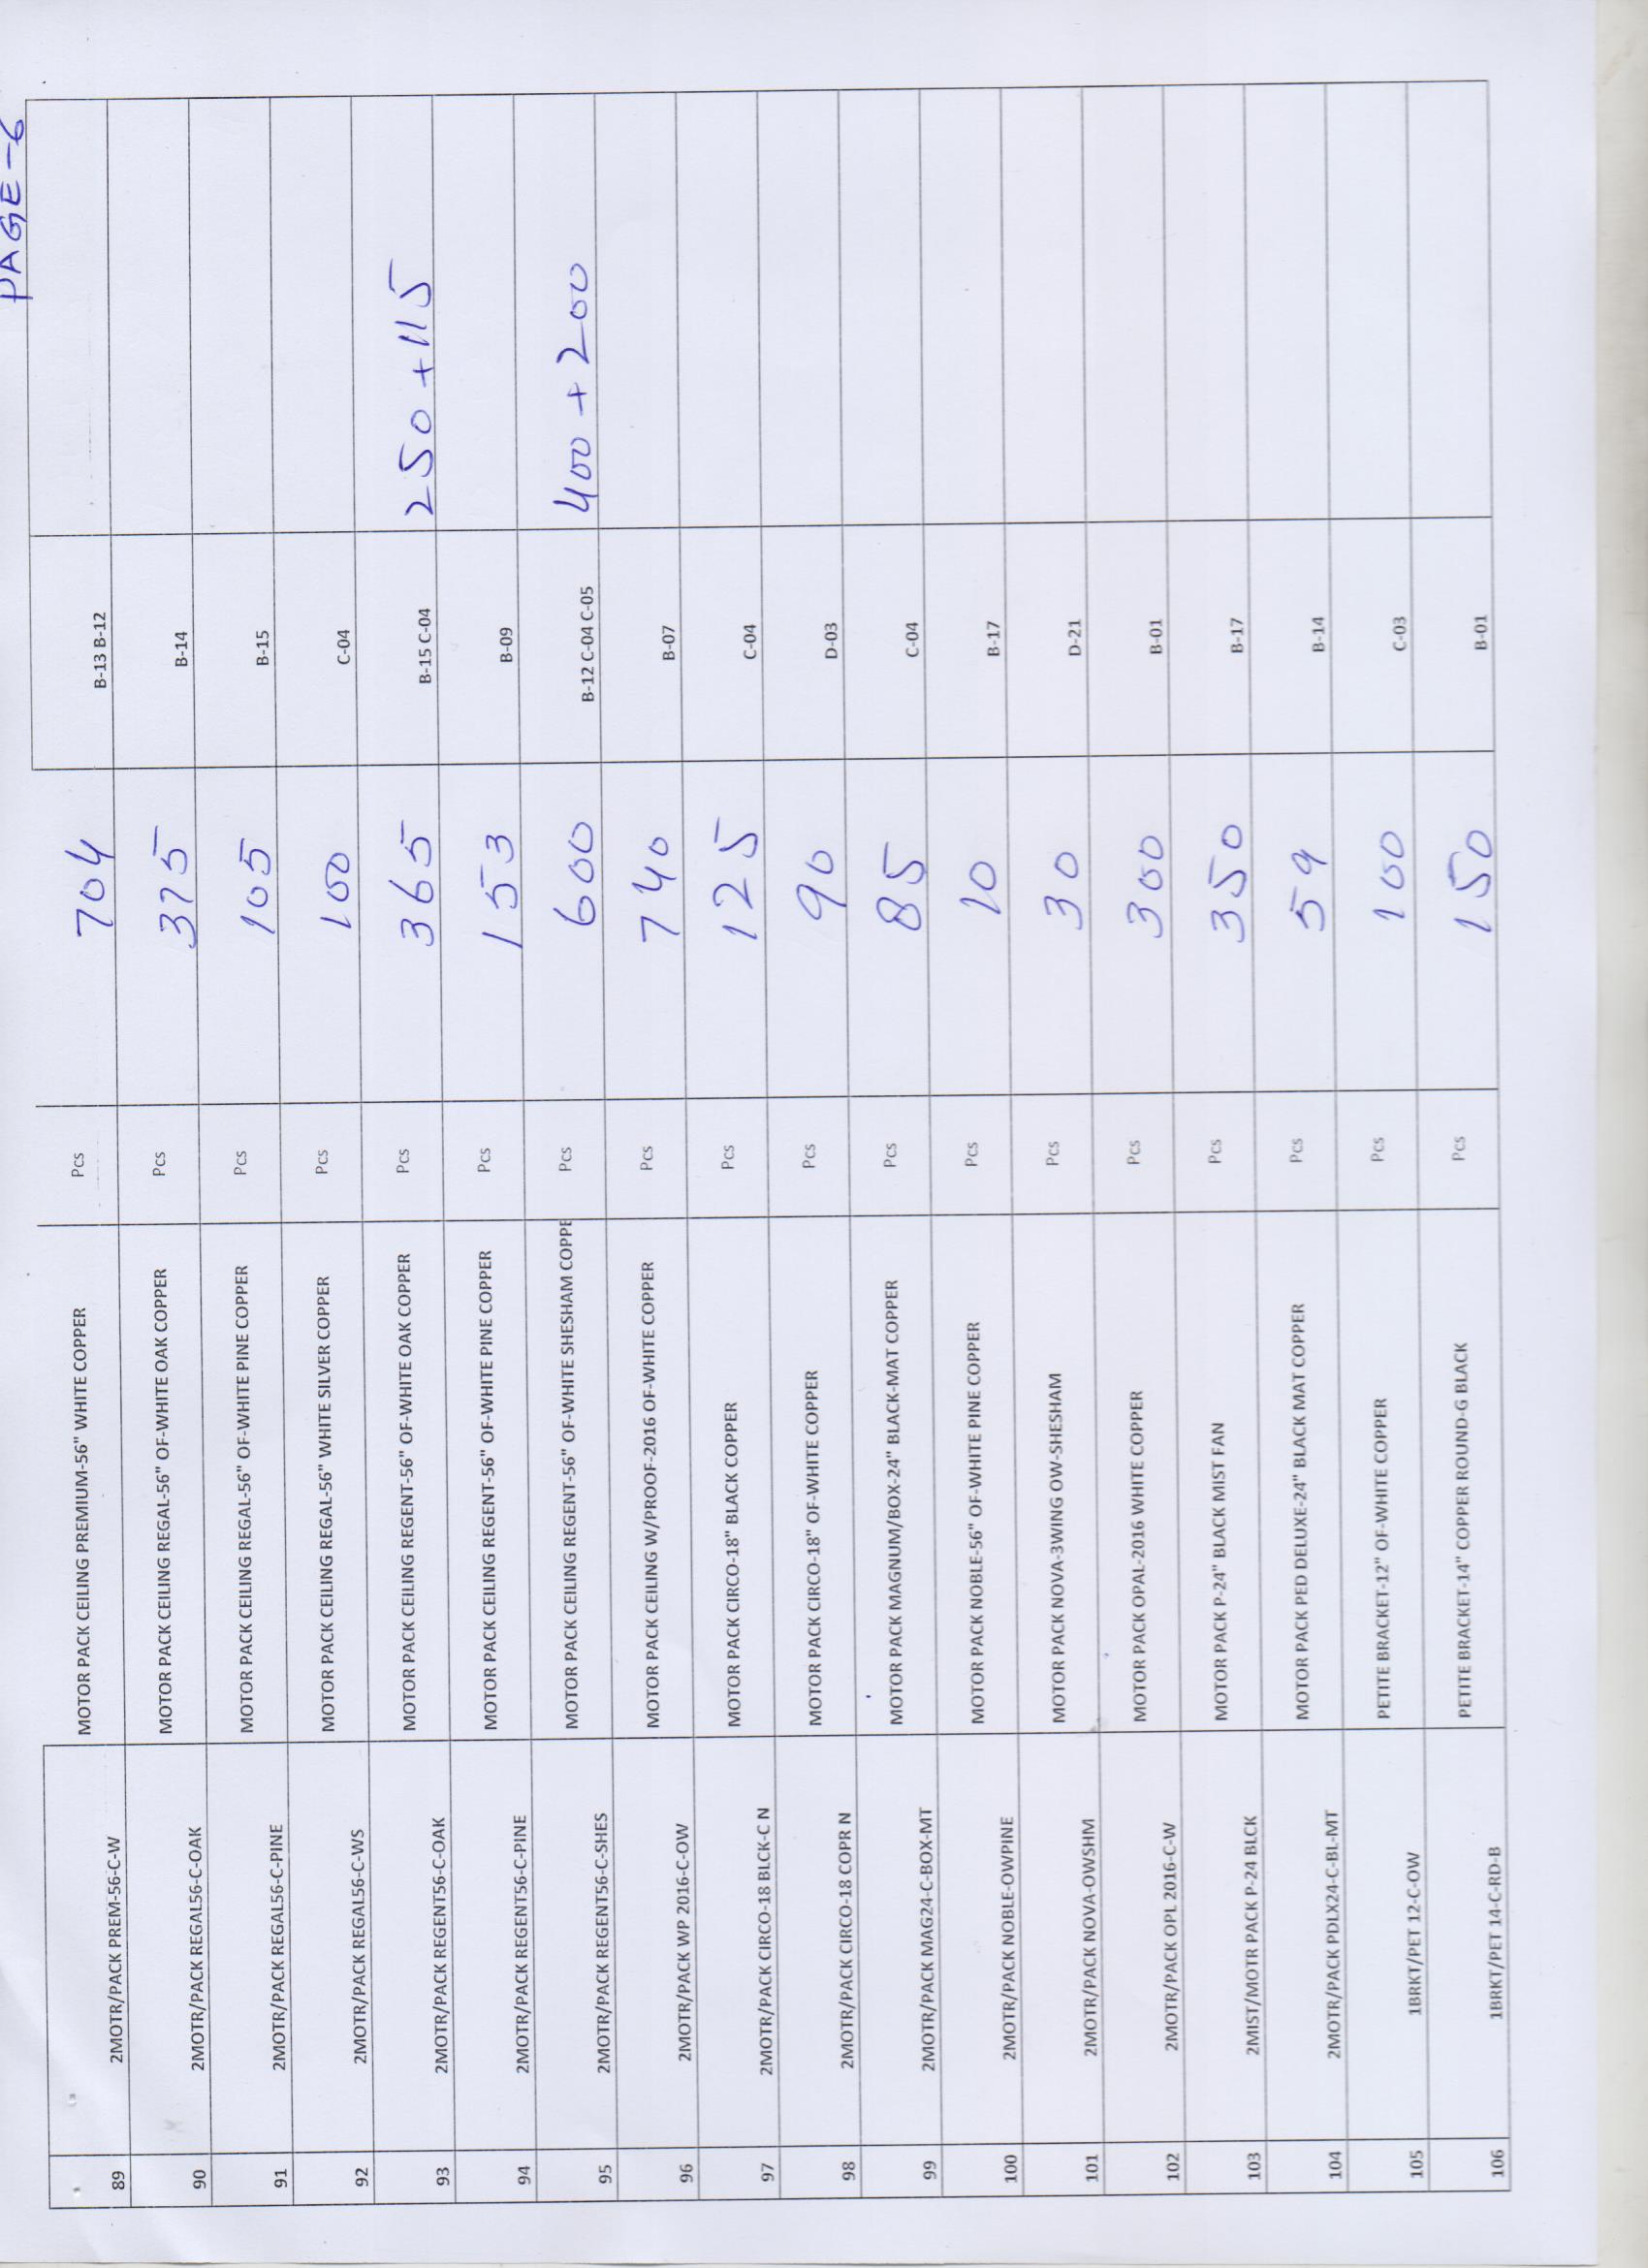 PAGE-6
89 2MOTR/PACK PREM-56-C-W MOTOR PACK CEILING PREMIUM-56" WHITE COPPER Pcs 704 B-13 B-12
90 2MOTR/PACK REGAL56-C-OAK MOTOR PACK CEILING REGAL-56" OF-WHITE OAK COPPER Pcs 375 B-14
91 2MOTR/PACK REGAL56-C-PINE MOTOR PACK CEILING REGAL-56" OF-WHITE PINE COPPER Pcs 105 B-15
92 2MOTR/PACK REGAL56-C-WS MOTOR PACK CEILING REGAL-56" WHITE SILVER COPPER Pcs 100 C-04
93 2MOTR/PACK REGENT56-C-OAK MOTOR PACK CEILING REGENT-56" OF-WHITE OAK COPPER Pcs 365 B-15 C-04 250+115
94 2MOTR/PACK REGENT56-C-PINE MOTOR PACK CEILING REGENT-56" OF-WHITE PINE COPPER Pcs 153 B-09
95 2MOTR/PACK REGENT56-C-SHES MOTOR PACK CEILING REGENT-56" OF-WHITE SHESHAM COPPE Pcs 600 B-12 C-04 C-05 400+200
96 2MOTR/PACK WP 2016-C-OW MOTOR PACK CEILING W/PROOF-2016 OF-WHITE COPPER Pcs 740 B-07
97 2MOTR/PACK CIRCO-18 BLCK-C N MOTOR PACK CIRCO-18" BLACK COPPER Pcs 125 C-04
98 2MOTR/PACK CIRCO-18 COPR N MOTOR PACK CIRCO-18" OF-WHITE COPPER Pcs 90 D-03
99 2MOTR/PACK MAG24-C-BOX-MT MOTOR PACK MAGNUM/BOX-24" BLACK-MAT COPPER Pcs 85 C-04
100 2MOTR/PACK NOBLE-OWPINE MOTOR PACK NOBLE-56" OF-WHITE PINE COPPER Pcs 10 B-17
101 2MOTR/PACK NOVA-OWSHM MOTOR PACK NOVA-3WING OW-SHESHAM Pcs 30 D-21
102 2MOTR/PACK OPL 2016-C-W MOTOR PACK OPAL-2016 WHITE COPPER Pcs 300 B-01
103 2MIST/MOTR PACK P-24 BLCK MOTOR PACK P-24" BLACK MIST FAN Pcs 350 B-17
104 2MOTR/PACK PDLX24-C-BL-MT MOTOR PACK PED DELUXE-24" BLACK MAT COPPER Pcs 59 B-14
105 1BRKT/PET 12-C-OW PETITE BRACKET-12" OF-WHITE COPPER Pcs 100 C-03
106 1BRKT/PET 14-C-RD-B PETITE BRACKET-14" COPPER ROUND-G BLACK Pcs 150 B-01